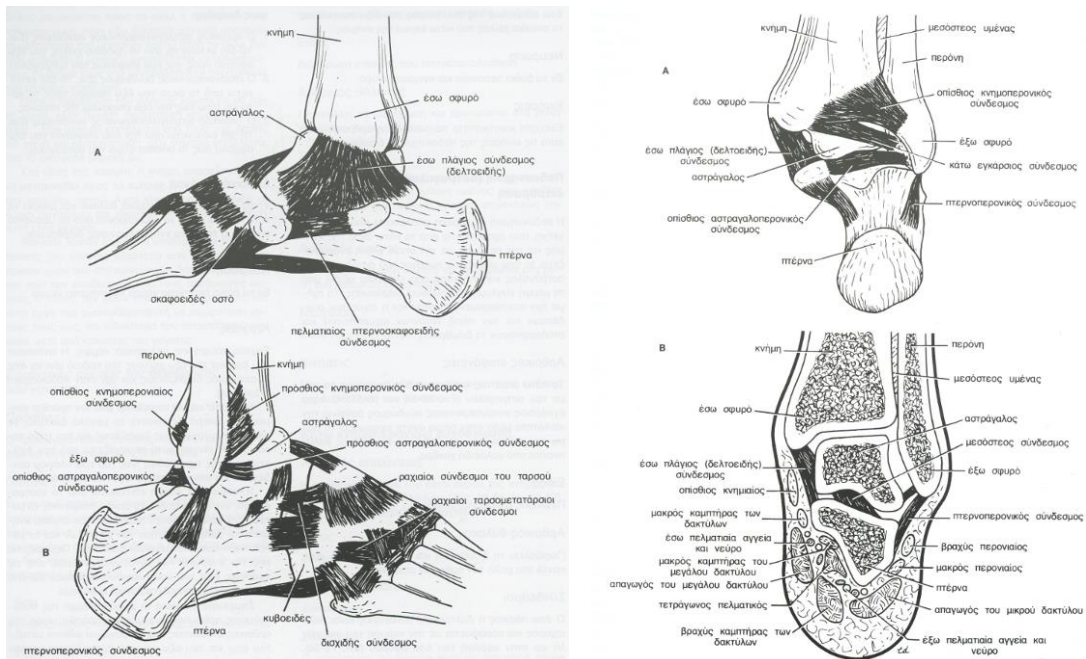 κνήμη
έσω σφυρό
αστράγαλος
A
έσω πλάγιος σύνδεσμος
(δελτοειδής)
πτέρνα
σκαφοειδές οστό
πελματιαίος πτερνοσκαφοειδής
σύνδεσμος
περόνη
κνήμη
οπίσθιος κνημοπερονιαίος
σύνδεσμος
πρόσθιος κνημοπερονικός σύνδεσμος
αστράγαλος
έξω σφυρό
πρόσθιος αστραγαλοπερονικός σύνδεσμος
οπίσθιος αστραγαλοπερονικός
σύνδεσμος
ραχιαίοι σύνδεσμοι του ταρσού
ραχιαίοι ταρσομετατάρσιοι
σύνδεσμοι
B
πτέρνα
κυβοειδές
δισχιδής σύνδεσμος
πτερνοπερονικός σύνδεσμος
κνήμη
μεσόστεος υμένας
περόνη
A
οπίσθιος κνημοπερονικός
σύνδεσμος
έσω σφυρό
έξω σφυρό
έσω πλάγιος (δελτοειδής)
σύνδεσμος
κάτω εγκάρσιος σύνδεσμος
αστράγαλος
πτερνοπερονικός σύνδεσμος
οπίσθιος αστραγαλοπερονικός
σύνδεσμος
πτέρνα
B
κνήμη
περόνη
μεσόστεος υμένας
έσω σφυρό
αστράγαλος
μεσόστεος σύνδεσμος
έσω πλάγιος (δελτοειδής)
σύνδεσμος
έξω σφυρό
οπίσθιος κνημιαίος
μακρός καμπτήρας των
δακτύλων
πτερνοπερονικός σύνδεσμος
έσω πελματιαία αγγεία
και νεύρο
βραχύς περονιαίος
μακρός καμπτήρας του
μεγάλου δακτύλου
μακρός περονιαίος
απαγωγός του μεγάλου δακτύλου
πτέρνα
τετράγωνος πελματικός
απαγωγός του μικρού δακτύλου
βραχύς καμπτήρας των
δακτύλων
έξω πελματιαία αγγεία και
νεύρο